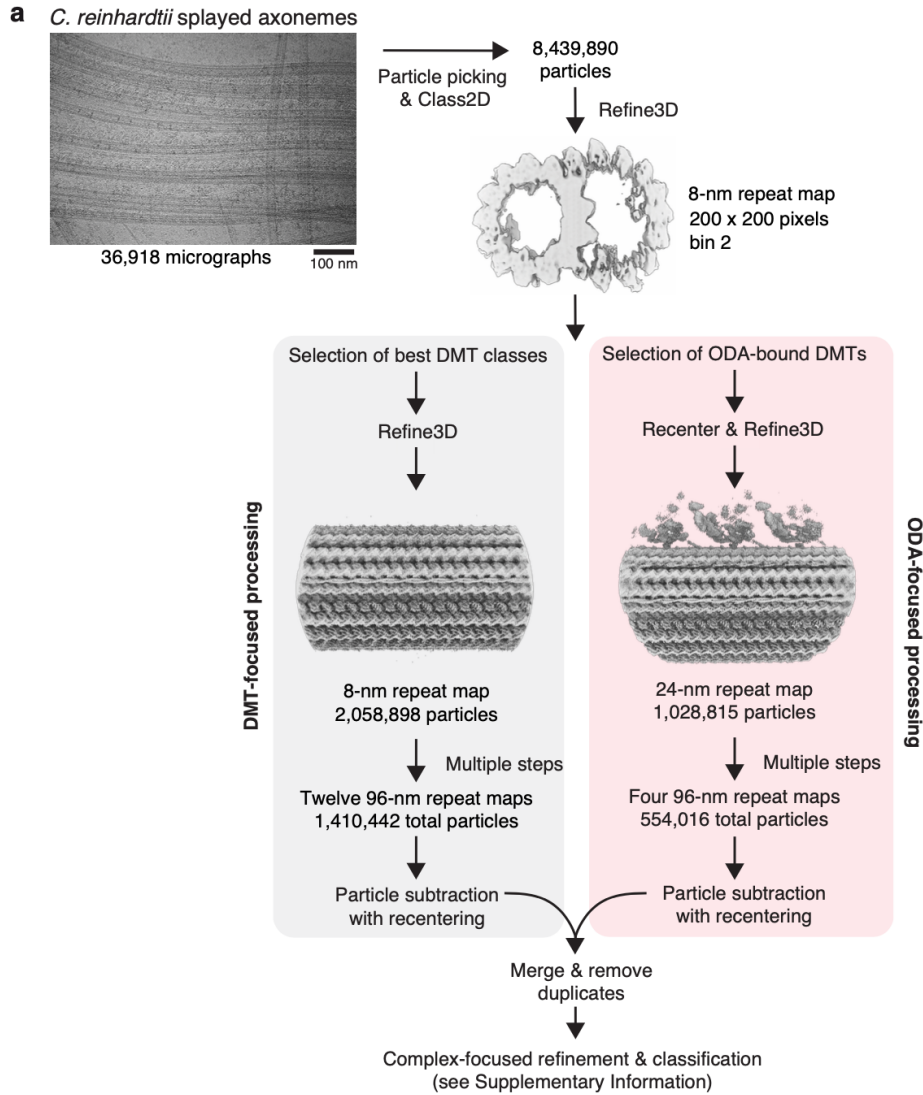 a
C. reinhardtii splayed axonemes
36,918 micrographs
100 nm
Particle picking
& Class2D
8,439,890
particles
Refine3D
8-nm repeat map
200 x 200 pixels
bin 2
DMT-focused processing
Selection of best DMT classes
Refine3D
8-nm repeat map
2,058,898 particles
Multiple steps
Twelve 96-nm repeat maps
1,410,442 total particles
Particle subtraction
with recentering
ODA-focused processing
Selection of ODA-bound DMTs
Recenter & Refine3D
24-nm repeat map
1,028,815 particles
Multiple steps
Four 96-nm repeat maps
554,016 total particles
Particle subtraction
with recentering
Merge & remove
duplicates
Complex-focused refinement & classification
(see Supplementary Information)